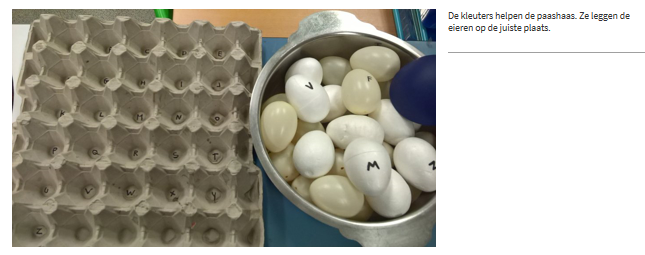 E
G H I J
K L M N O
P Q R S T
U L W X Y
Z
V
M
Z
De kleuters helpen de paashaas. Ze leggen de
eieren op de juiste plaats.